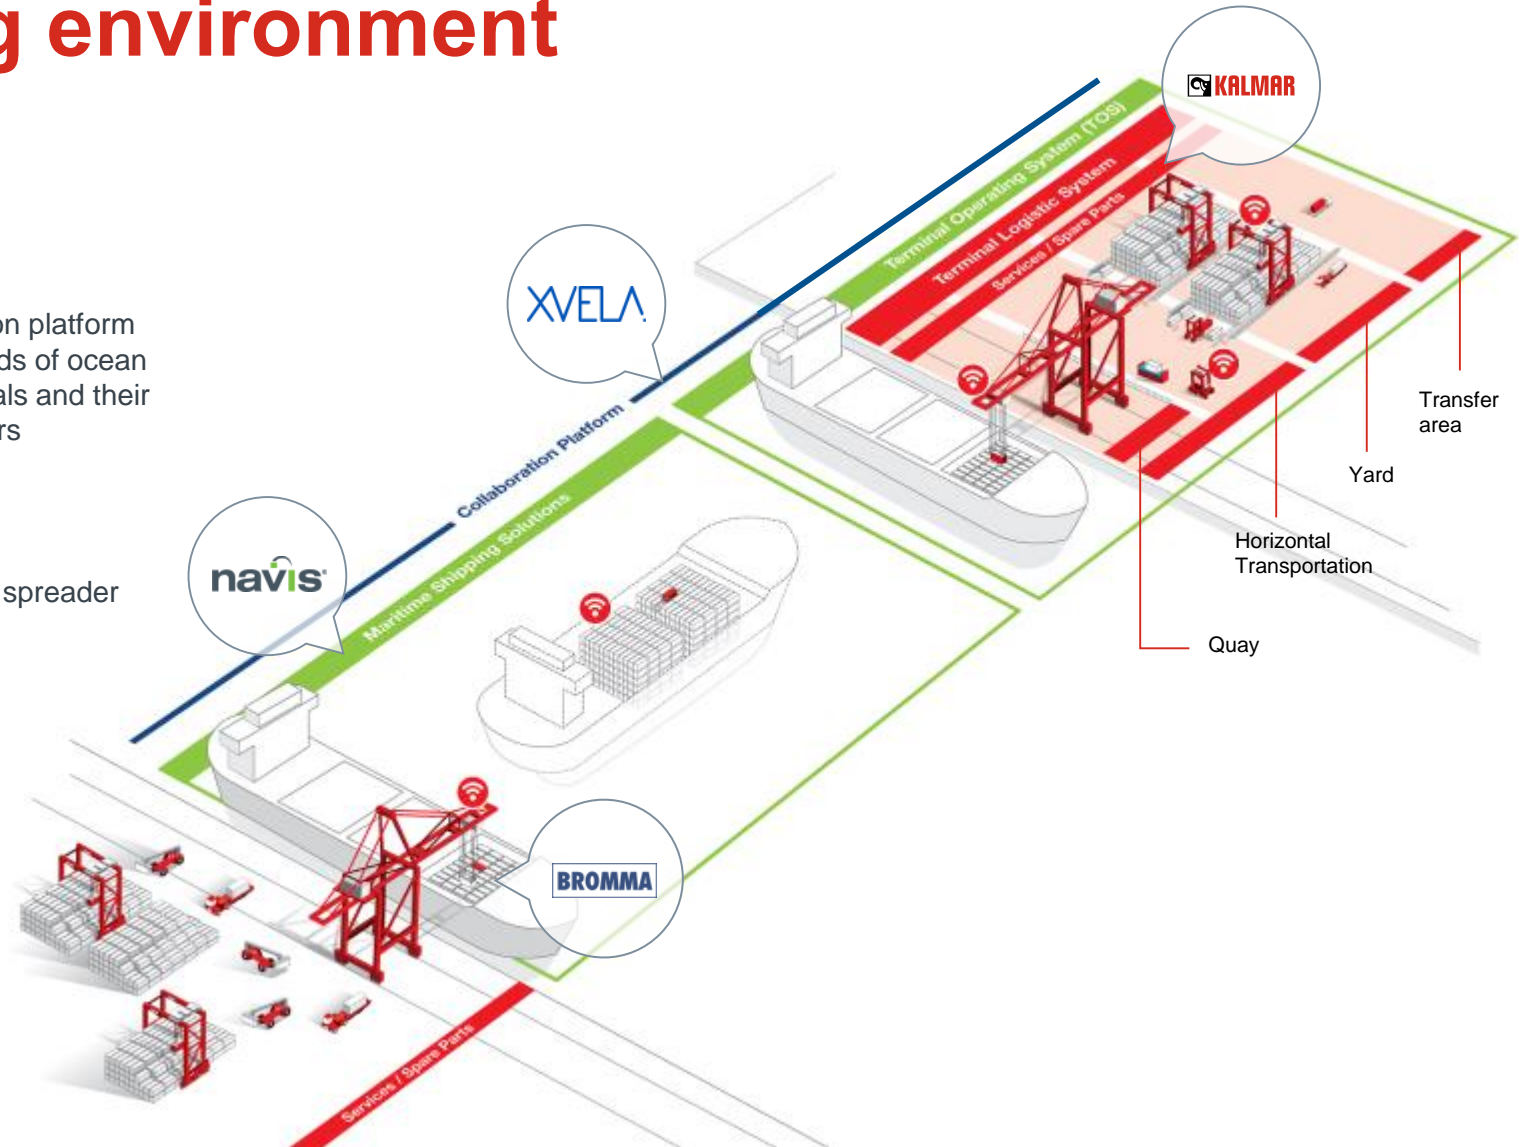 g environment
KALMAR
Terminal Operating System (TOS)
Terminal Logistic System
Services / Spare Parts
XVELA
on platform
ds of ocean
als and their
rs
Collaboration Platform
Maritime Shipping Solutions
navis
spreader
Transfer
area
Yard
Horizontal
Transportation
Quay
BROMMA
Services / Spare Parts